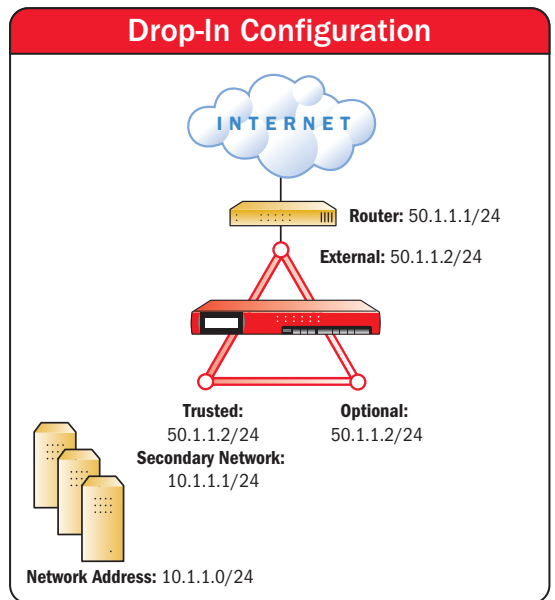 Drop-In Configuration
INTERNET
Router: 50.1.1.1/24
External: 50.1.1.2/24
Trusted:
50.1.1.2/24
Secondary Network:
10.1.1.1/24
Optional:
50.1.1.2/24
Network Address: 10.1.1.0/24